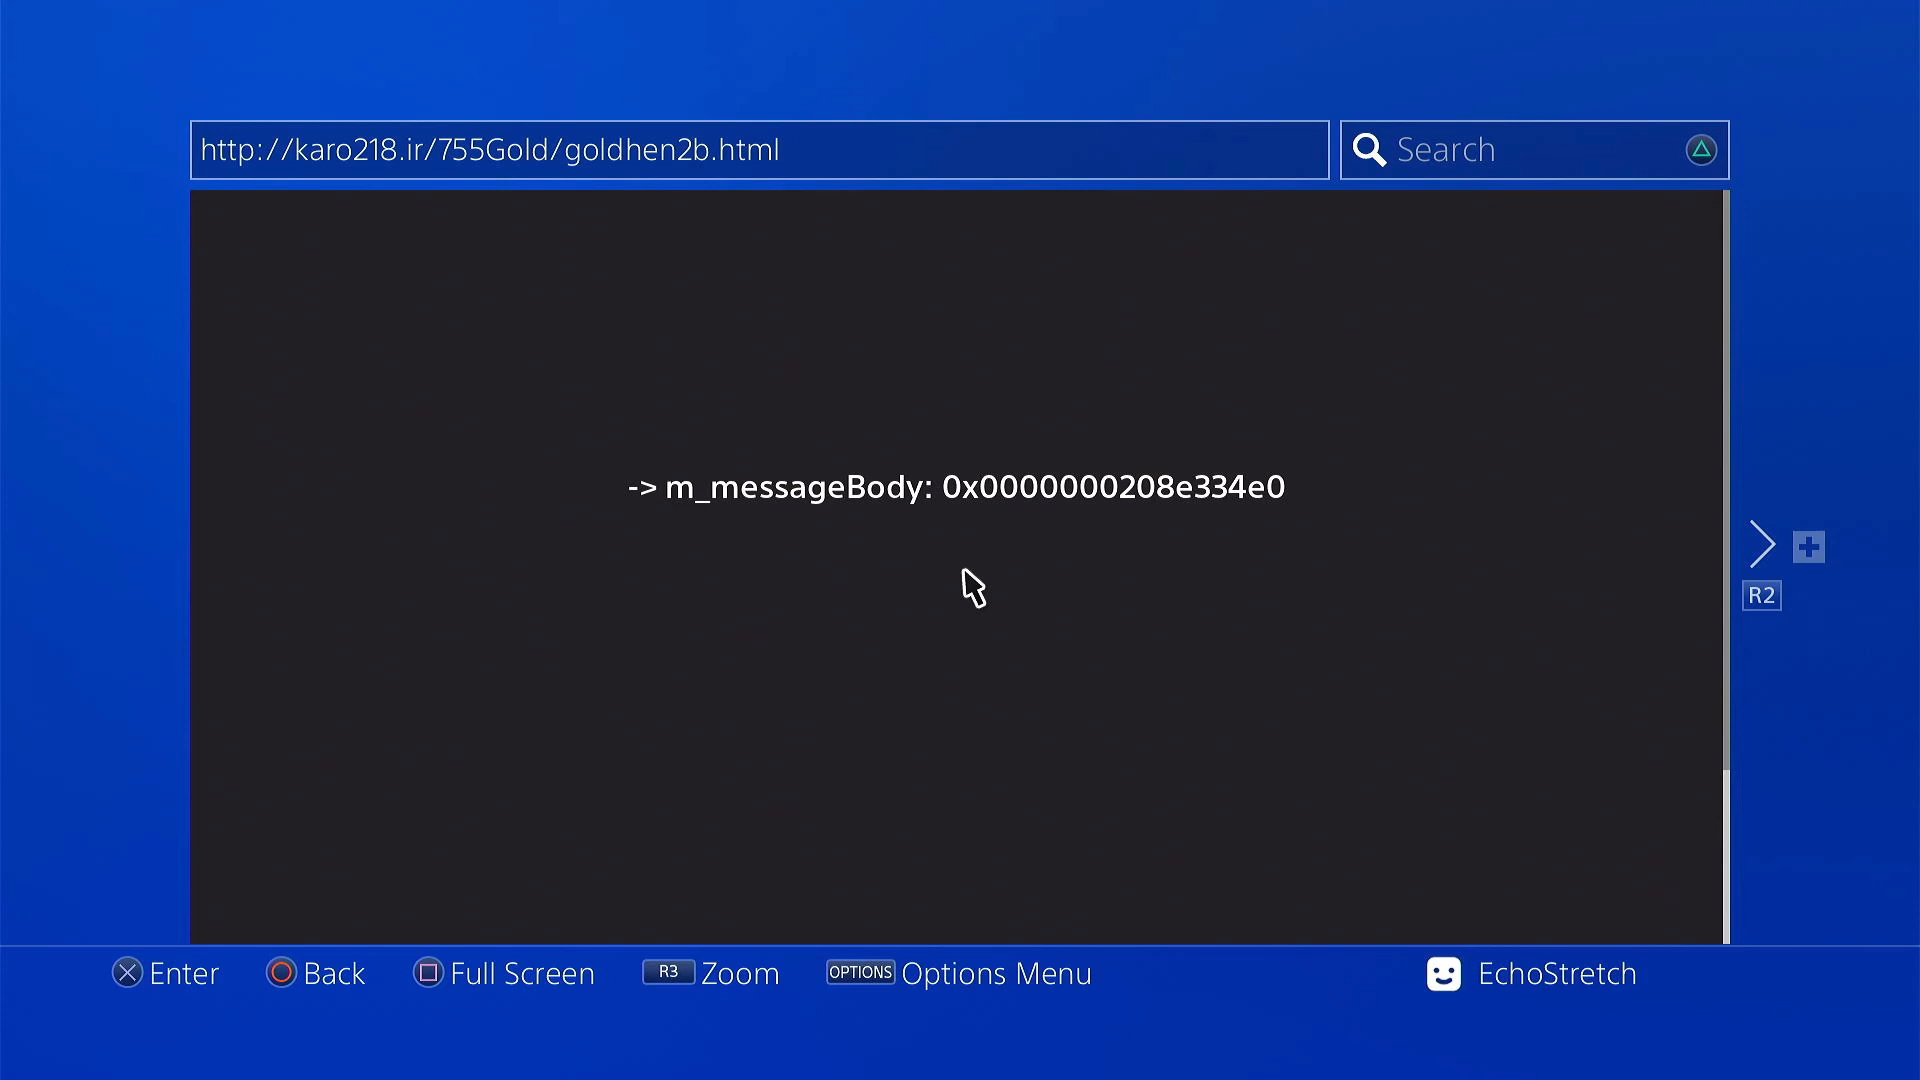 http://karo218.ir/755Gold/goldhen2b.html
Search
-> m_messageBody: 0x0000000208e334e0
R2
Enter
Back
Full Screen
R3 Zoom
OPTIONS Options Menu
EchoStretch